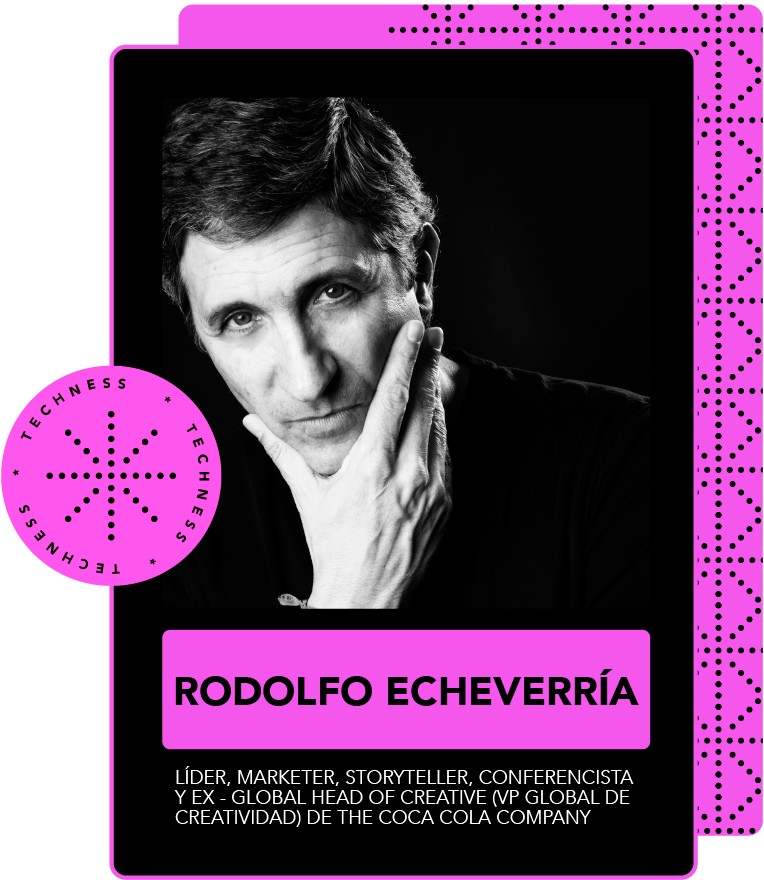 TECHNESS * TECHNESS * TECHNESS *
RODOLFO ECHEVERRÍA
LÍDER, MARKETER, STORYTELLER, CONFERENCISTA
Y EX - GLOBAL HEAD OF CREATIVE (VP GLOBAL DE
CREATIVIDAD) DE THE COCA COLA COMPANY